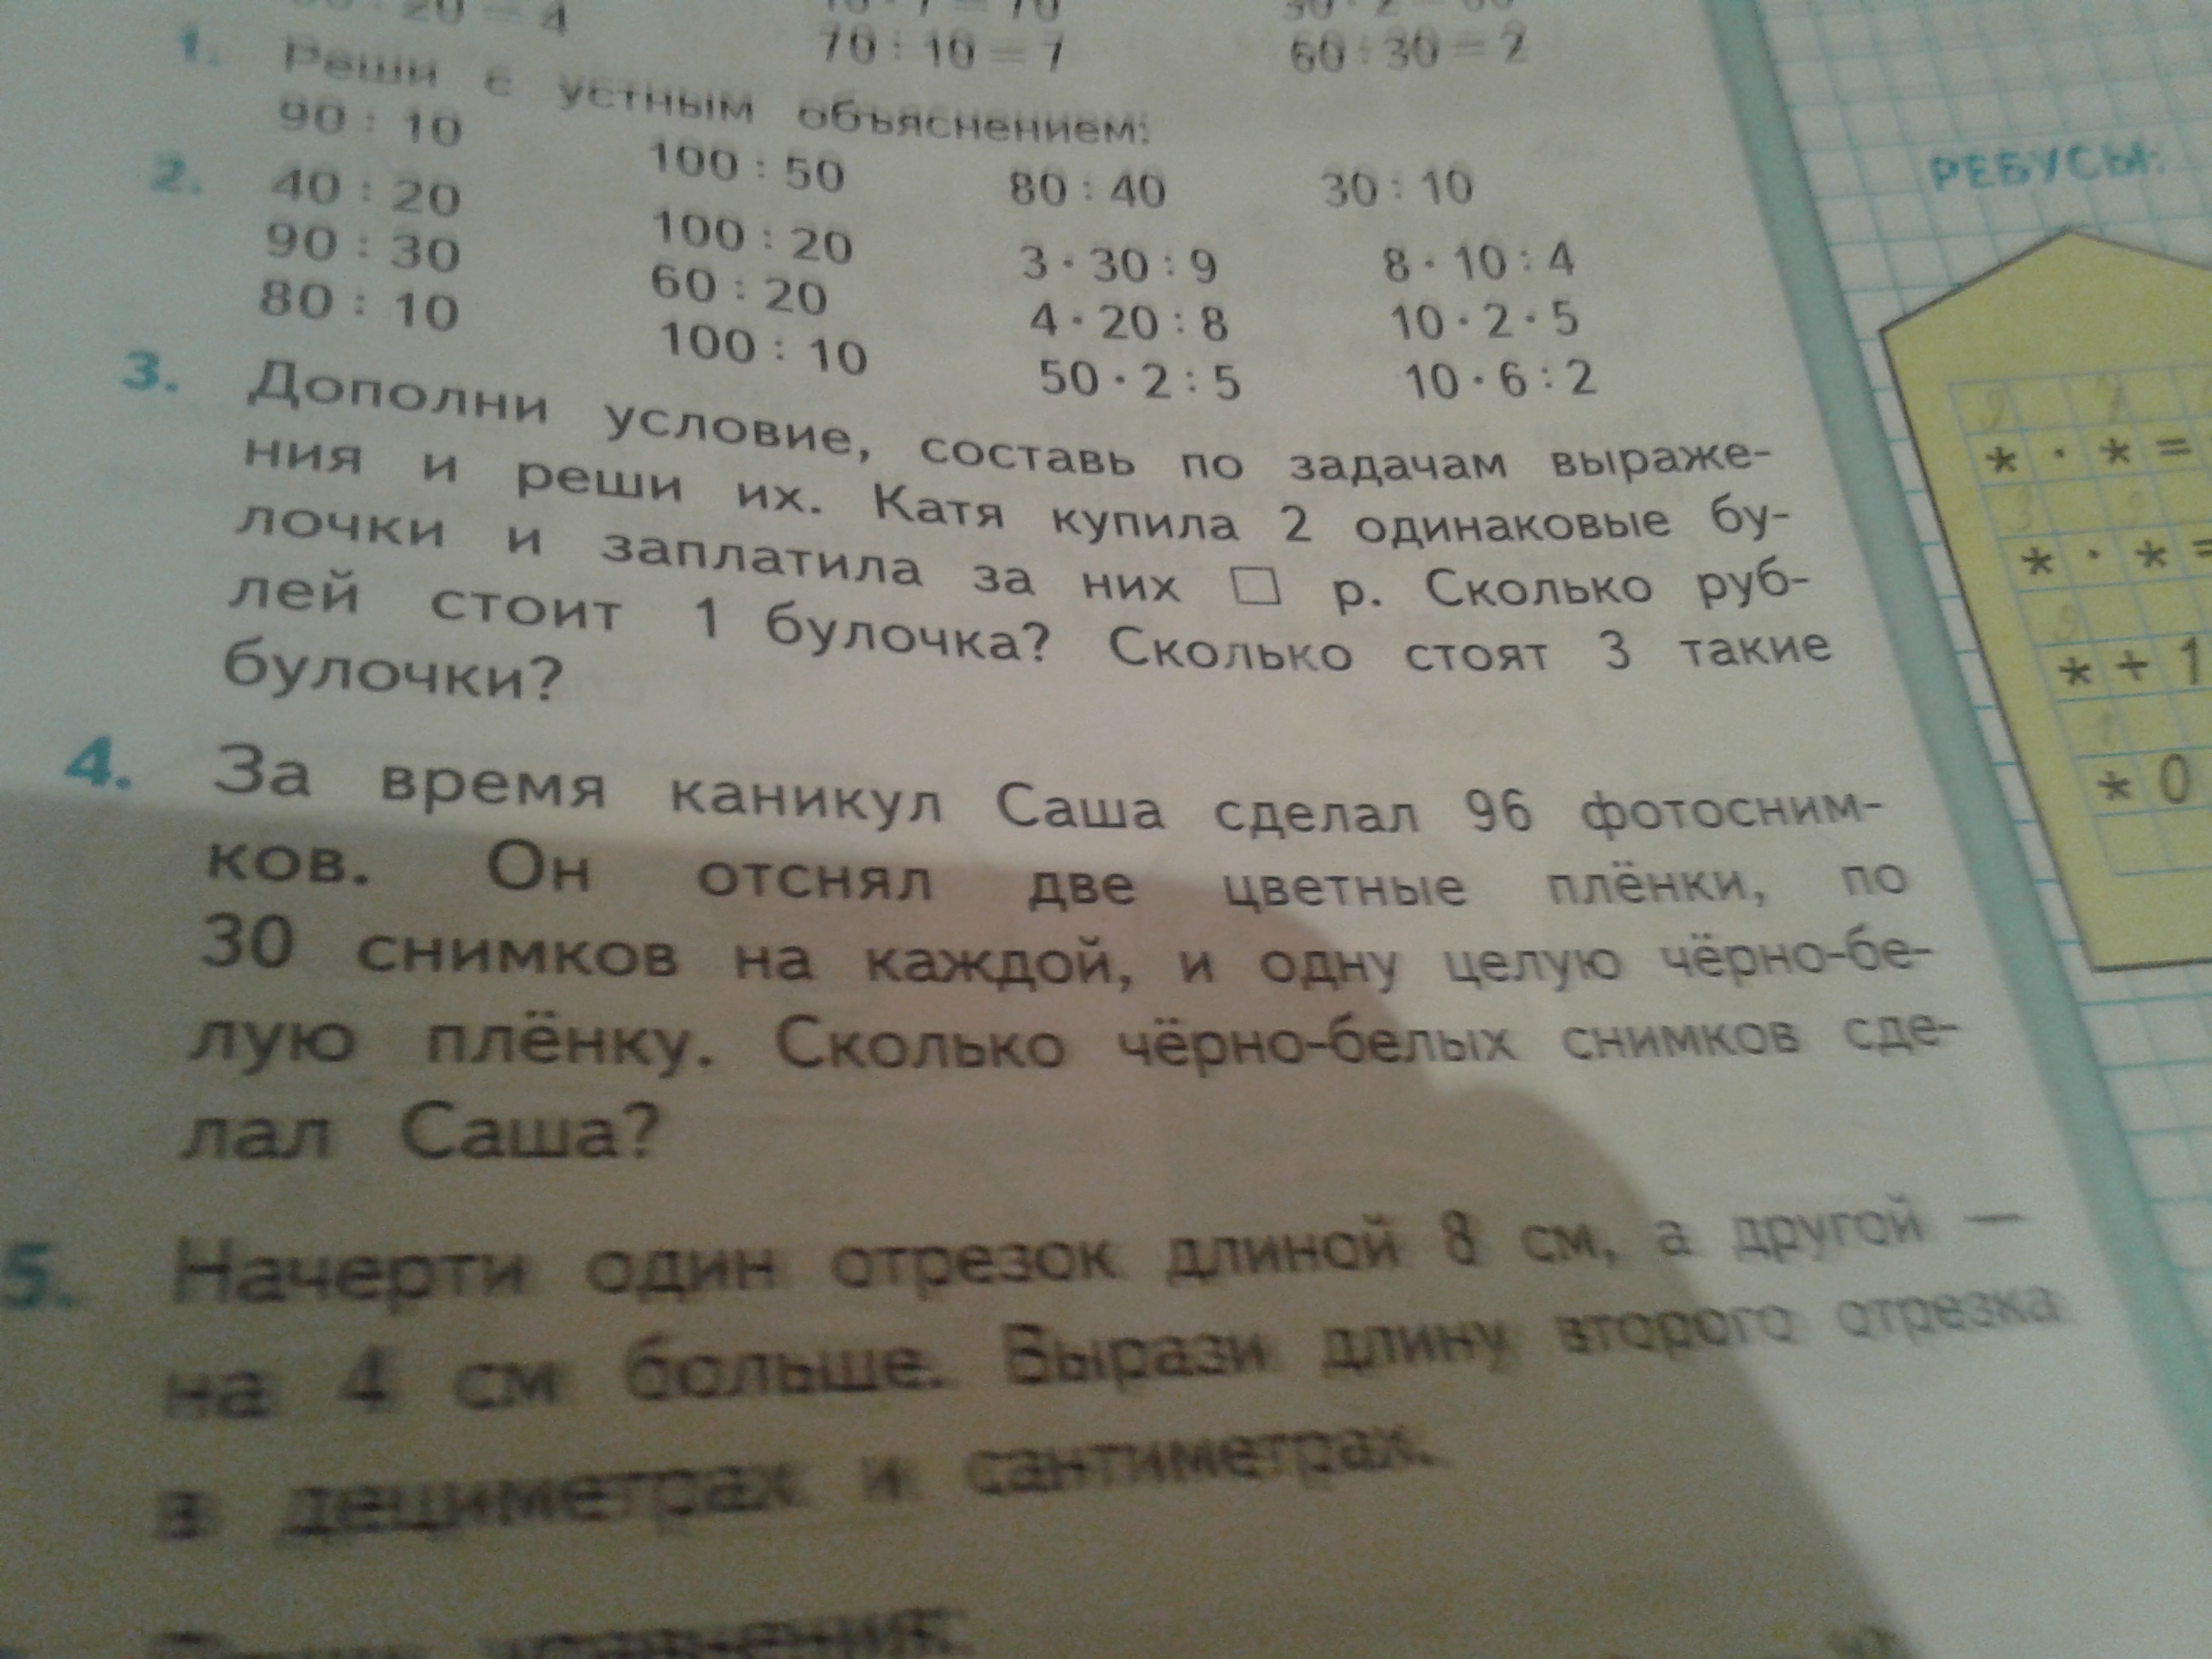 20 = 4
70 : 10 = 7
60 : 30 = 2
1. Реши с устным объяснением:
90 : 10 100 : 50 80 : 40 30 : 10
2. 40 : 20 100 : 20 3 · 30 : 9 8 · 10 : 4
90 : 30 60 : 20 4 · 20 : 8 10 · 2 · 5
80 : 10 100 : 10 50 · 2 : 5 10 · 6 : 2
3. Дополни условие, составь по задачам выраже-
ния и реши их. Катя купила 2 одинаковые бу-
лочки и заплатила за них □ р. Сколько руб-
лей стоит 1 булочка? Сколько стоят 3 такие
булочки?
4. За время каникул Саша сделал 96 фотосним-
ков. Он отснял две цветные плёнки, по
30 снимков на каждой, и одну целую чёрно-бе-
лую плёнку. Сколько чёрно-белых снимков сде-
лал Саша?
5. Начерти один отрезок длиной 8 см, а другой —
на 4 см больше. Вырази длину второго отрезка
в дециметрах и сантиметрах.
РЕБУСЫ:
* · * =
* · * =
* + 1
* 0